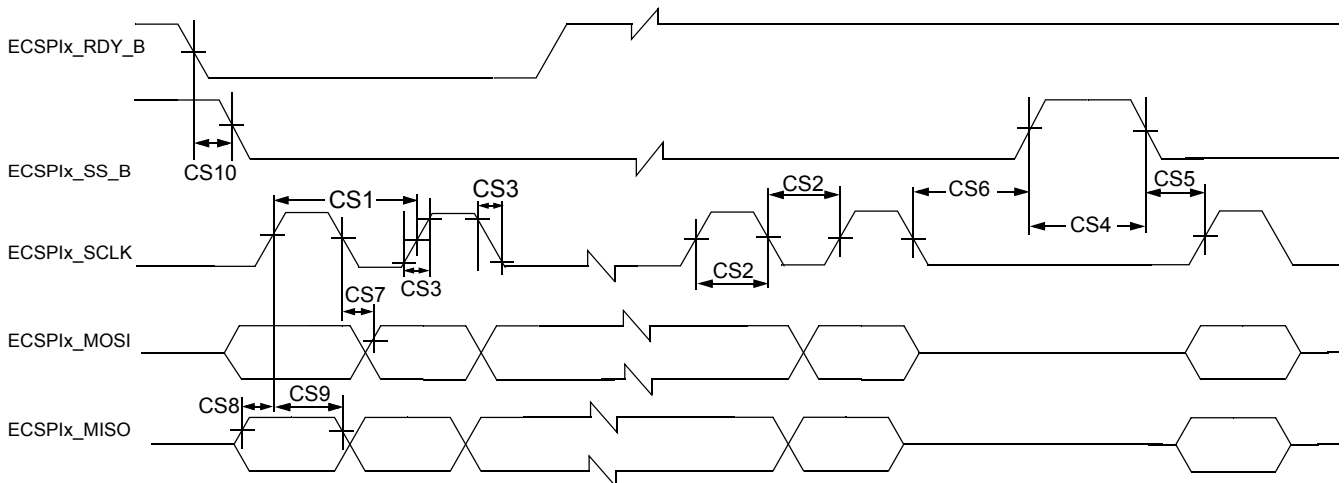 ECSPIx_RDY_B
CS10
ECSPIx_SS_B
CS1
CS3
CS2
CS6
CS5
CS4
ECSPIx_SCLK
CS3
CS2
CS7
ECSPIx_MOSI
CS8
CS9
ECSPIx_MISO